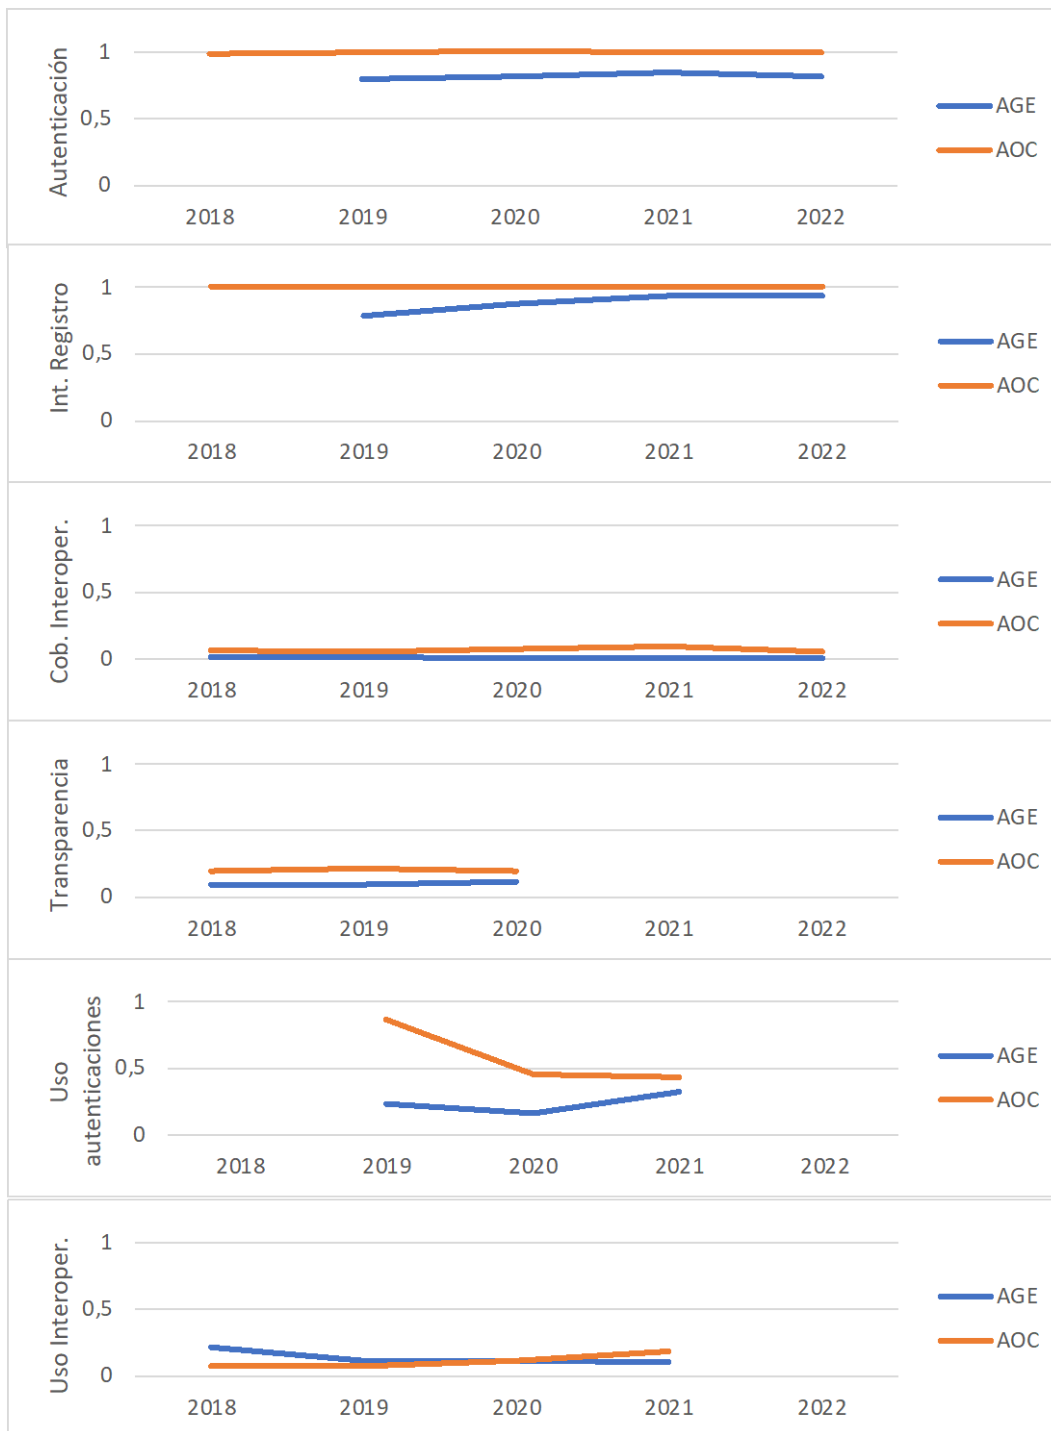 Autenticación
1
0,5
0
2018 2019 2020 2021 2022
AGE
AOC
Int. Registro
1
0,5
0
2018 2019 2020 2021 2022
AGE
AOC
Cob. Interoper.
1
0,5
0
2018 2019 2020 2021 2022
AGE
AOC
Transparencia
1
0,5
0
2018 2019 2020 2021 2022
AGE
AOC
Uso
autenticaciones
1
0,5
0
2018 2019 2020 2021 2022
AGE
AOC
Uso Interoper.
1
0,5
0
2018 2019 2020 2021 2022
AGE
AOC